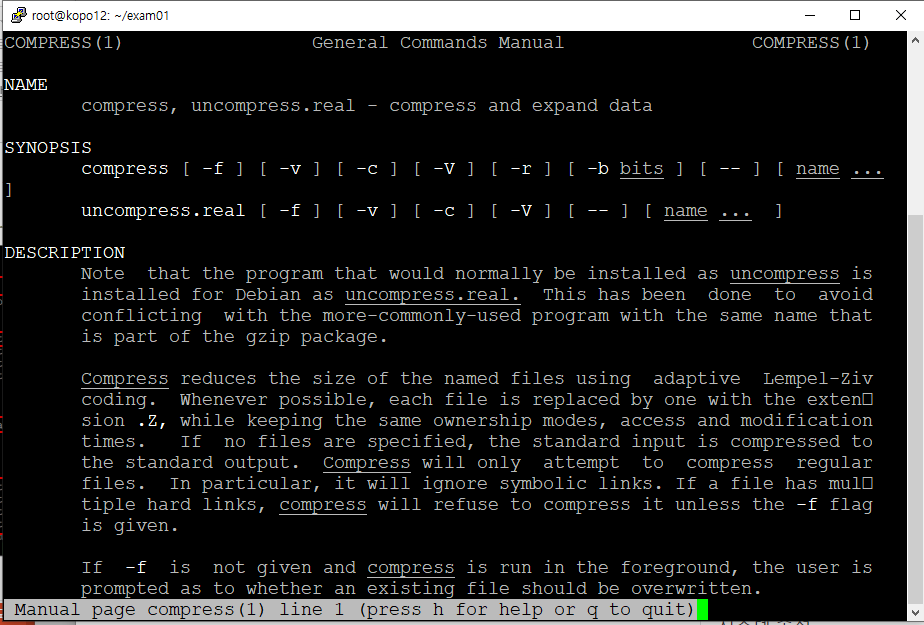 root@kopo12: ~/exam01
COMPRESS(1) General Commands Manual COMPRESS(1)
NAME
compress, uncompress.real - compress and expand data
SYNOPSIS
compress [ -f ] [ -v ] [ -c ] [ -V ] [ -r ] [ -b bits ] [ -- ] [ name ...
]
uncompress.real [ -f ] [ -v ] [ -c ] [ -V ] [ -- ] [ name ... ]
DESCRIPTION
Note that the program that would normally be installed as uncompress is
installed for Debian as uncompress.real. This has been done to avoid
conflicting with the more-commonly-used program with the same name that
is part of the gzip package.
Compress reduces the size of the named files using adaptive Lempel-Ziv
coding. Whenever possible, each file is replaced by one with the exten□
sion .Z, while keeping the same ownership modes, access and modification
times. If no files are specified, the standard input is compressed to
the standard output. Compress will only attempt to compress regular
files. In particular, it will ignore symbolic links. If a file has mul□
tiple hard links, compress will refuse to compress it unless the -f flag
is given.
If -f is not given and compress is run in the foreground, the user is
prompted as to whether an existing file should be overwritten.
Manual page compress(1) line 1 (press h for help or q to quit)